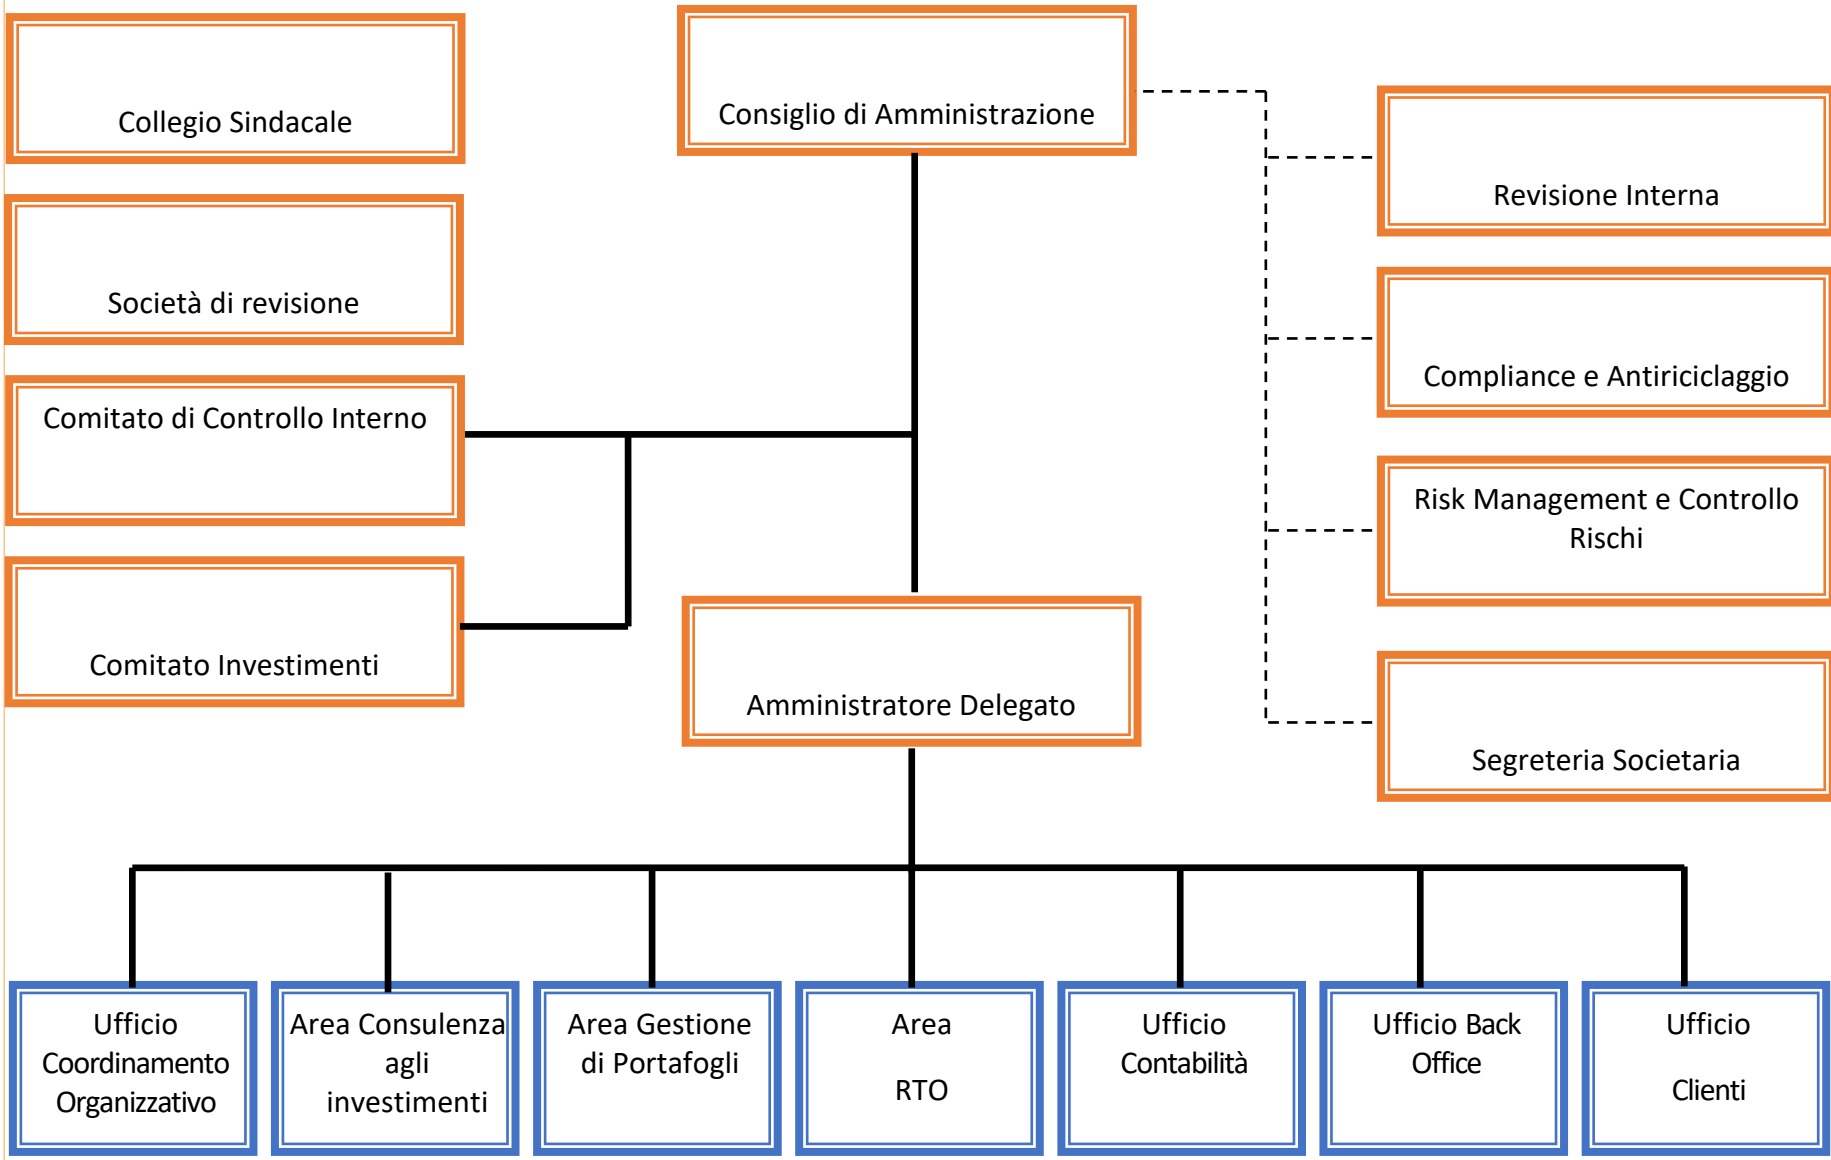 Collegio Sindacale
Consiglio di Amministrazione
Revisione Interna
Società di revisione
Compliance e Antiriciclaggio
Comitato di Controllo Interno
Risk Management e Controllo
Rischi
Comitato Investimenti
Amministratore Delegato
Segreteria Societaria
Ufficio
Coordinamento
Organizzativo
Area Consulenza
agli
investimenti
Area Gestione
di Portafogli
Area
RTO
Ufficio
Contabilità
Ufficio Back
Office
Ufficio
Clienti